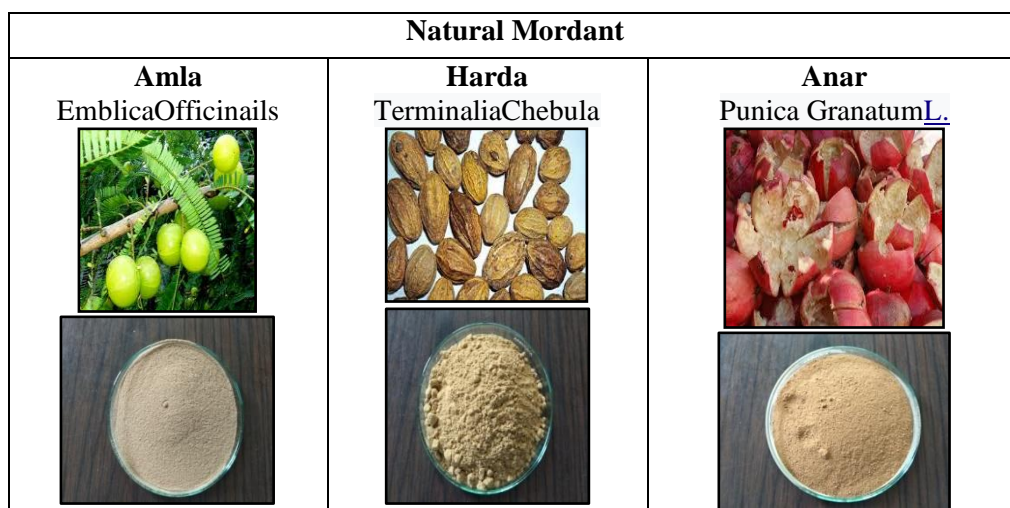 Natural Mordant
Amla
EmblicaOfficinails
Harda
TerminaliaChebula
Anar
Punica GranatumL.